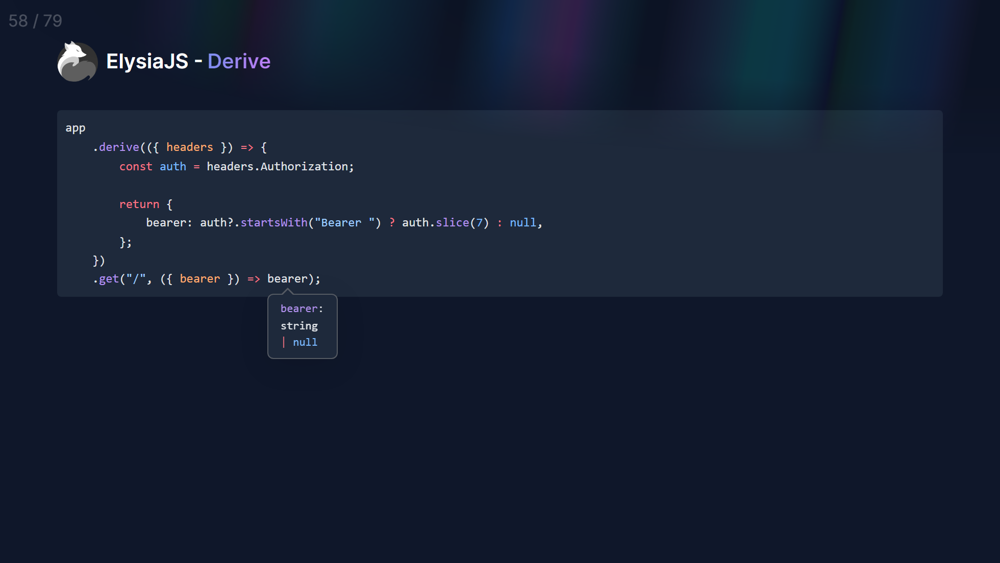 58 / 79
ElysiaJS - Derive
app
    .derive(({ headers }) => {
        const auth = headers.Authorization;

        return {
            bearer: auth?.startsWith("Bearer ") ? auth.slice(7) : null,
        };
    })
    .get("/", ({ bearer }) => bearer);
bearer:
string
| null